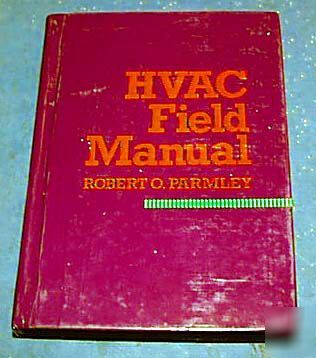 HVAC
Field
Manual
ROBERT O. PARMLEY